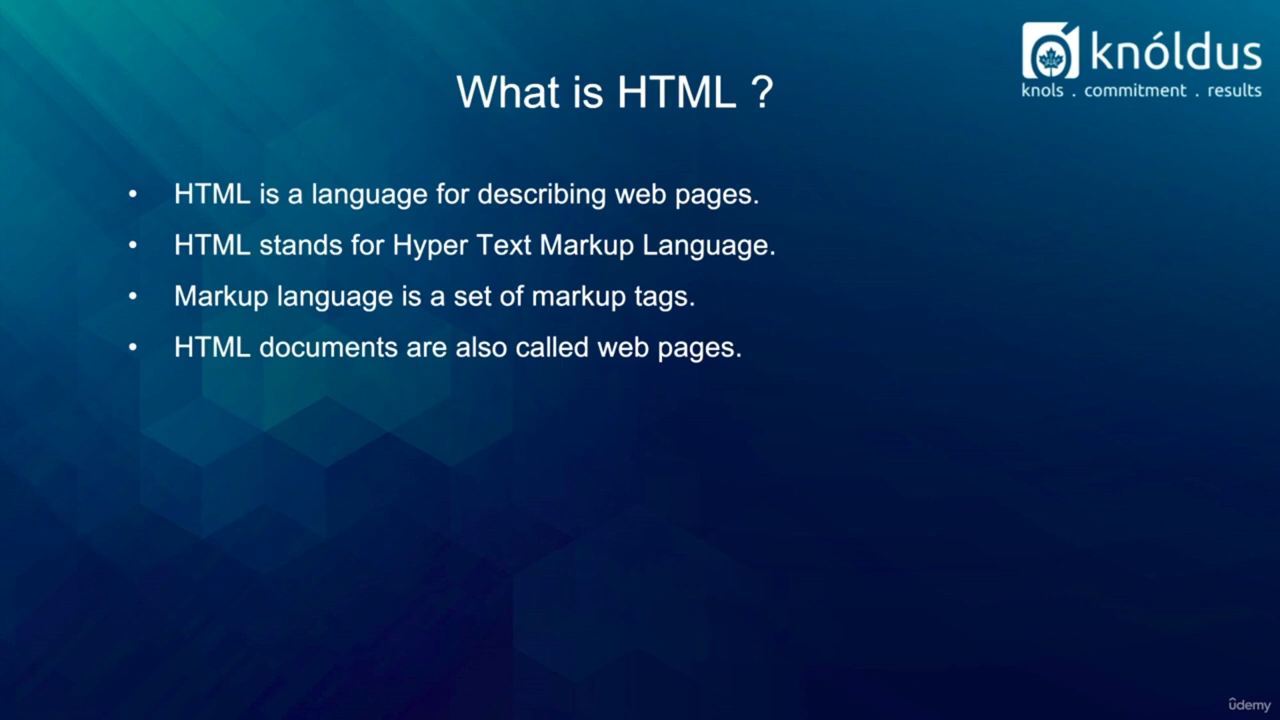 knóldus
knols . commitment . results
What is HTML ?
• HTML is a language for describing web pages.
• HTML stands for Hyper Text Markup Language.
• Markup language is a set of markup tags.
• HTML documents are also called web pages.
ûdemy